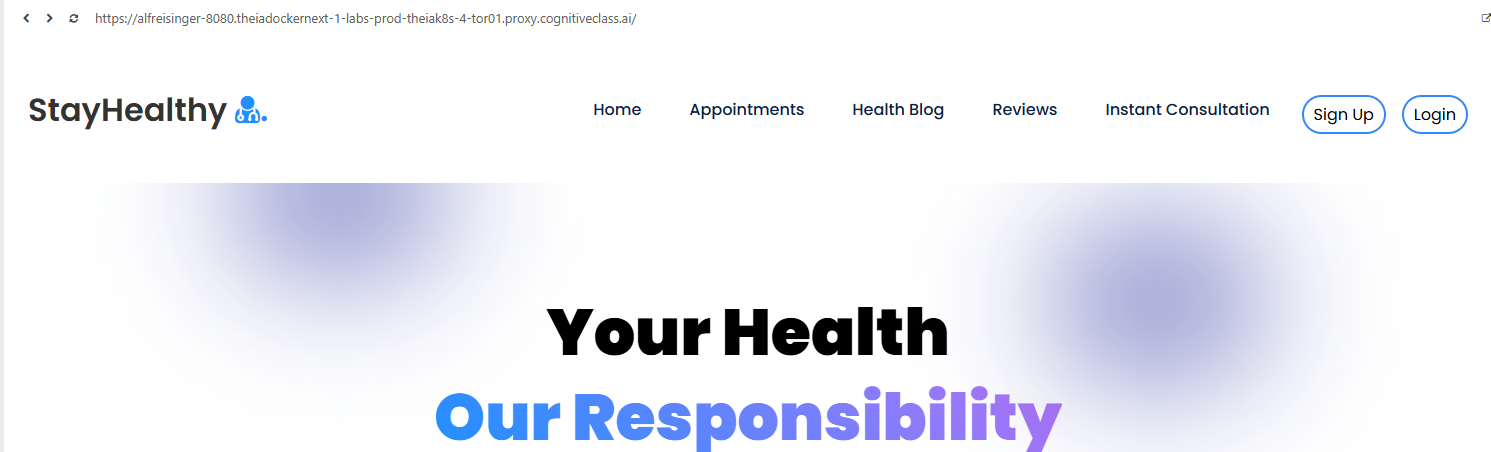 https://alfreisinger-8080.theiadockernext-1-labs-prod-theiak8s-4-tor01.proxy.cognitiveclass.ai/
StayHealthy Home Appointments Health Blog Reviews Instant Consultation Sign Up Login
Your Health
Our Responsibility